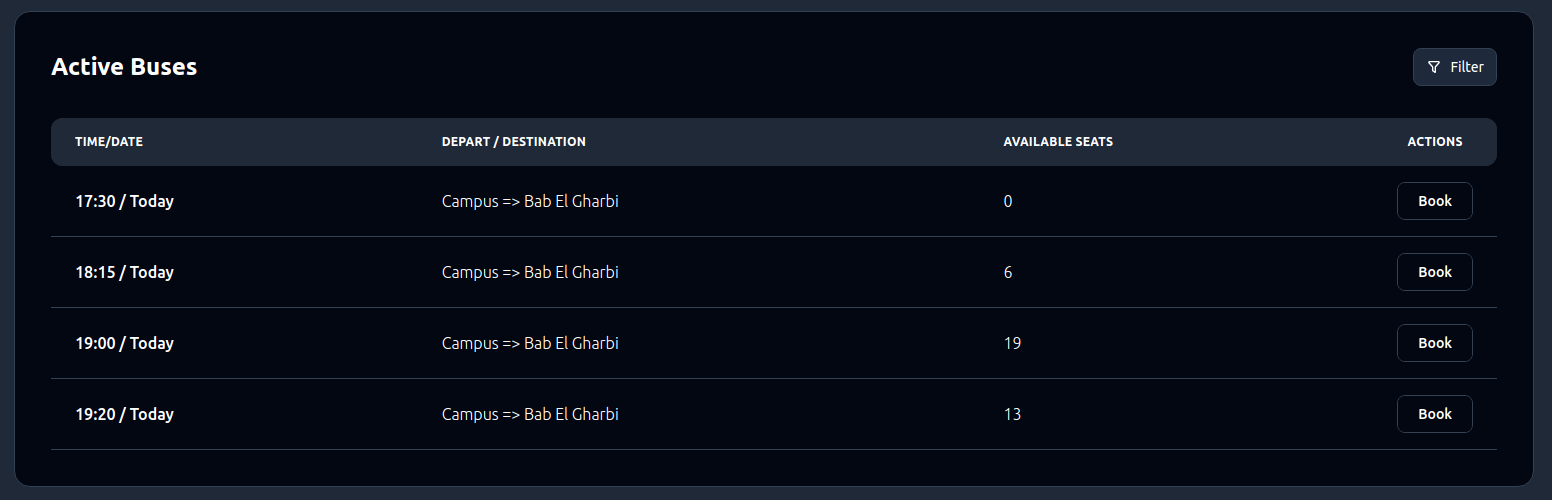 Active Buses
Filter
TIME/DATE DEPART / DESTINATION AVAILABLE SEATS ACTIONS
17:30 / Today Campus => Bab El Gharbi 0 Book
18:15 / Today Campus => Bab El Gharbi 6 Book
19:00 / Today Campus => Bab El Gharbi 19 Book
19:20 / Today Campus => Bab El Gharbi 13 Book